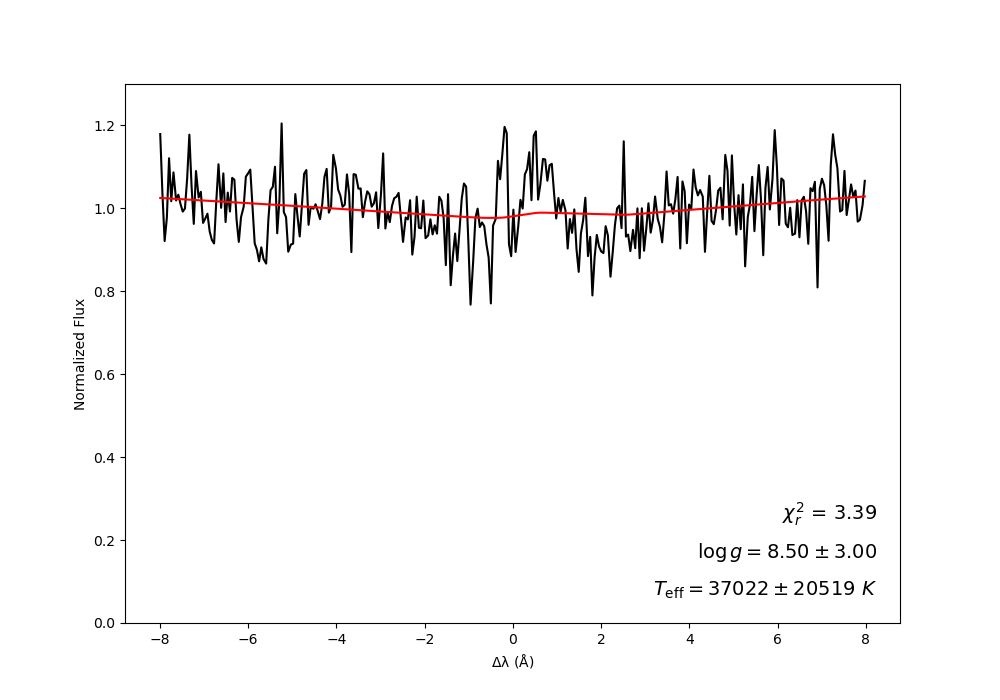 1.2
1.0
0.8
0.6
0.4
0.2
0.0
Normalized Flux
χ²ᵣ = 3.39
log g = 8.50 ± 3.00
T_eff = 37022 ± 20519 K
−8 −6 −4 −2 0 2 4 6 8
Δλ (Å)